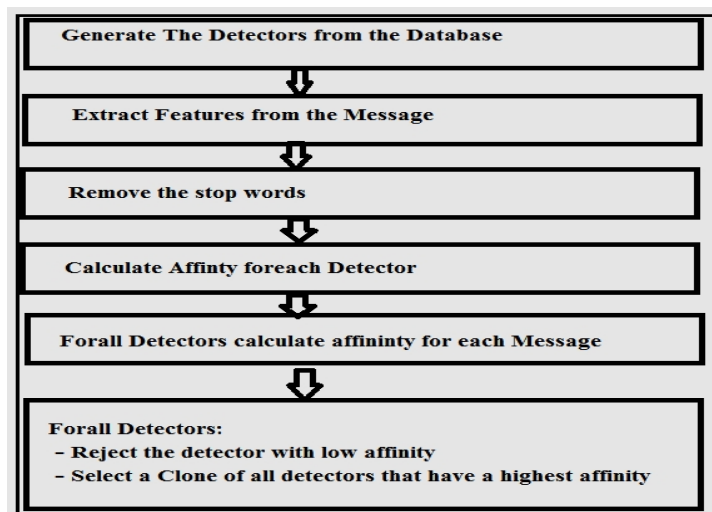 Generate The Detectors from the Database
Extract Features from the Message
Remove the stop words
Calculate Affinty foreach Detector
Forall Detectors calculate affininty for each Message
Forall Detectors:
- Reject the detector with low affinity
- Select a Clone of all detectors that have a highest affinity